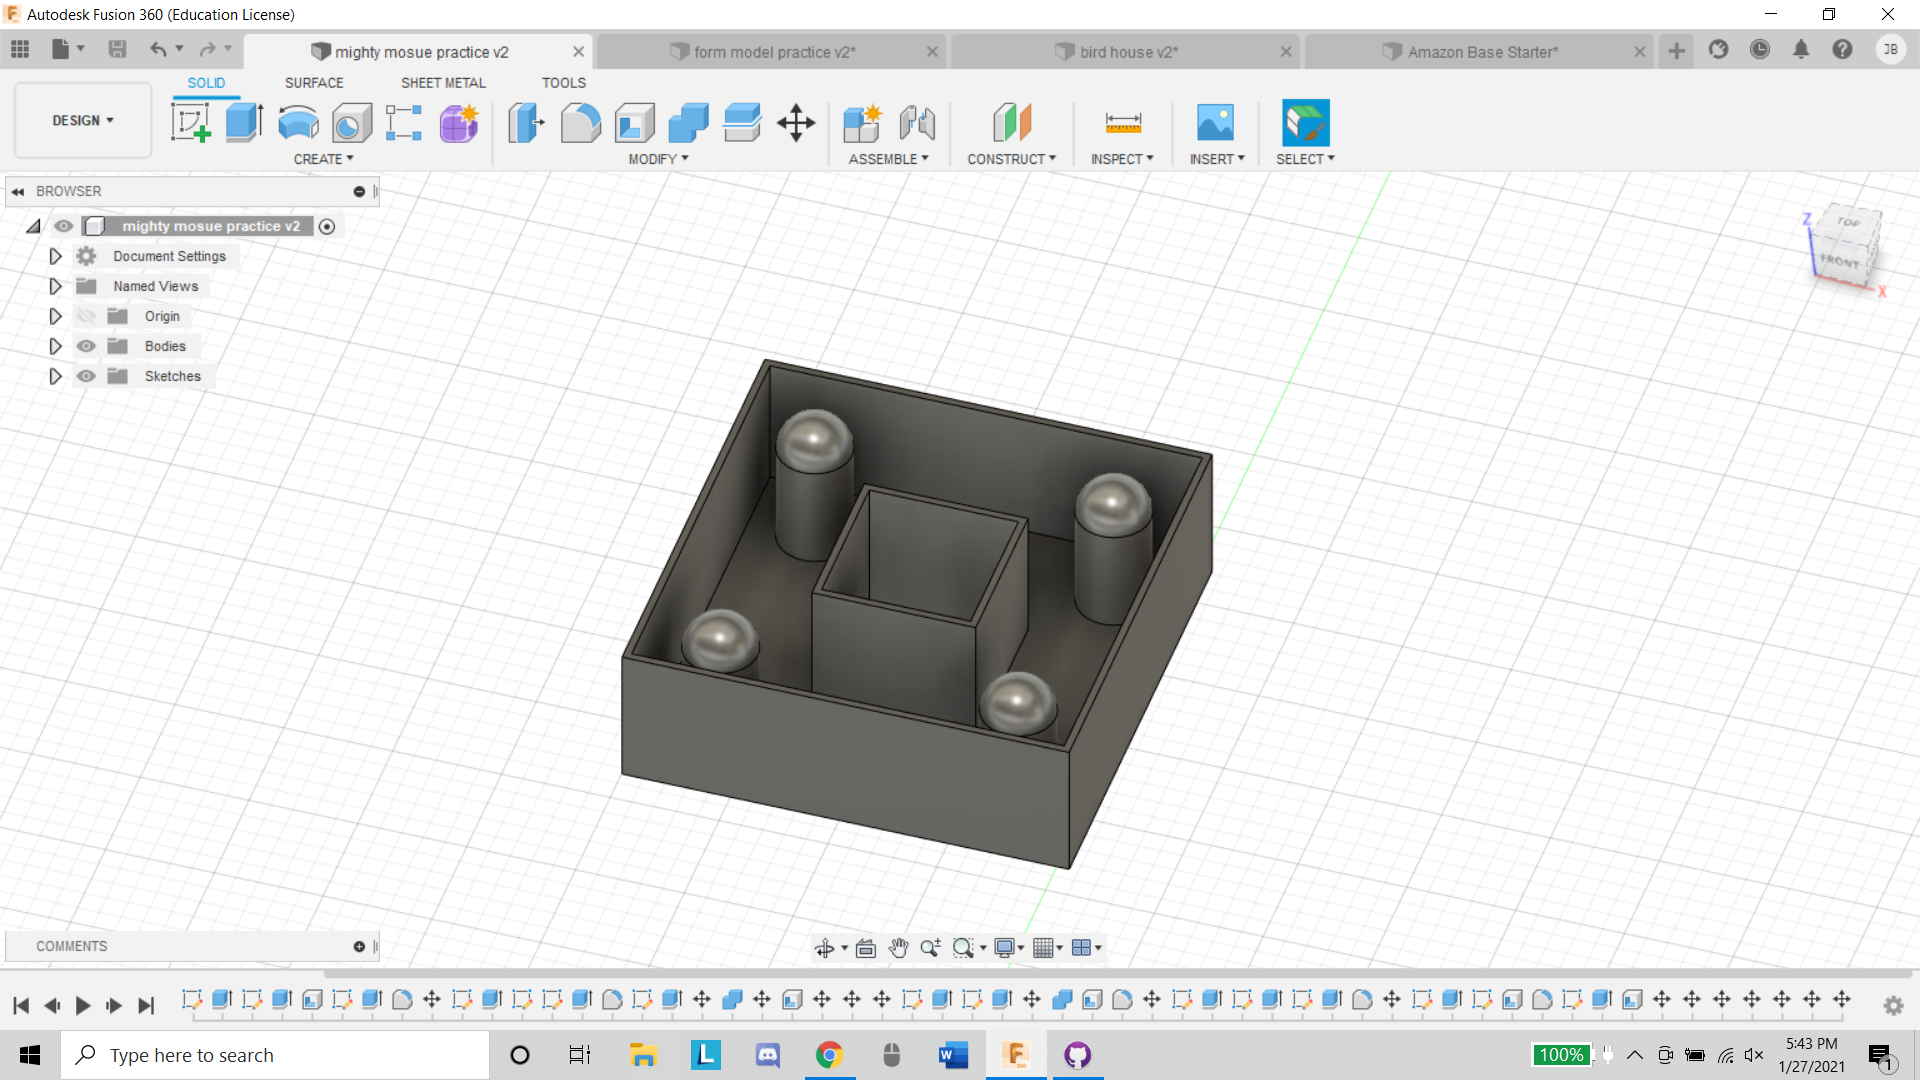 Autodesk Fusion 360 (Education License)
mighty mosue practice v2
form model practice v2*
bird house v2*
Amazon Base Starter*
JB
SOLID
SURFACE
SHEET METAL
TOOLS
DESIGN
CREATE
MODIFY
ASSEMBLE
CONSTRUCT
INSPECT
INSERT
SELECT
BROWSER
mighty mosue practice v2
Document Settings
Named Views
Origin
Bodies
Sketches
Z
TOP
FRONT
X
COMMENTS
Type here to search
100%
5:43 PM
1/27/2021
1